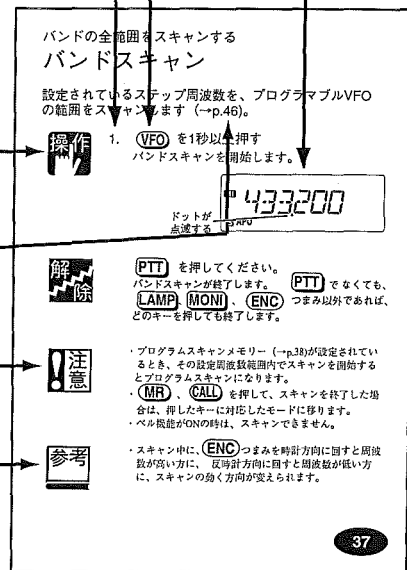 バンドの全範囲をスキャンする
バンドスキャン
設定されているステップ周波数を、プログラマブルVFO
の範囲をスキャンします（→p.46）。
操作
1. VFO を1秒以上押す
バンドスキャンを開始します。
433.200
ドットが
点滅する
APO
解除
PTT を押してください。
バンドスキャンが終了します。 PTT でなくても、
LAMP、MONI、ENC つまみ以外であれば、
どのキーを押しても終了します。
注意
・プログラムスキャンメモリー（→p.38）が設定されてい
るとき、その設定周波数範囲内でスキャンを開始する
とプログラムスキャンになります。
・MR、CALL を押して、スキャンを終了した場
合は、押したキーに対応したモードに移ります。
・ベル機能がONの時は、スキャンできません。
参考
・スキャン中に、ENCつまみを時計方向に回すと周波
数が高い方に、 反時計方向に回すと周波数が低い方
に、スキャンの動く方向が変えられます。
37